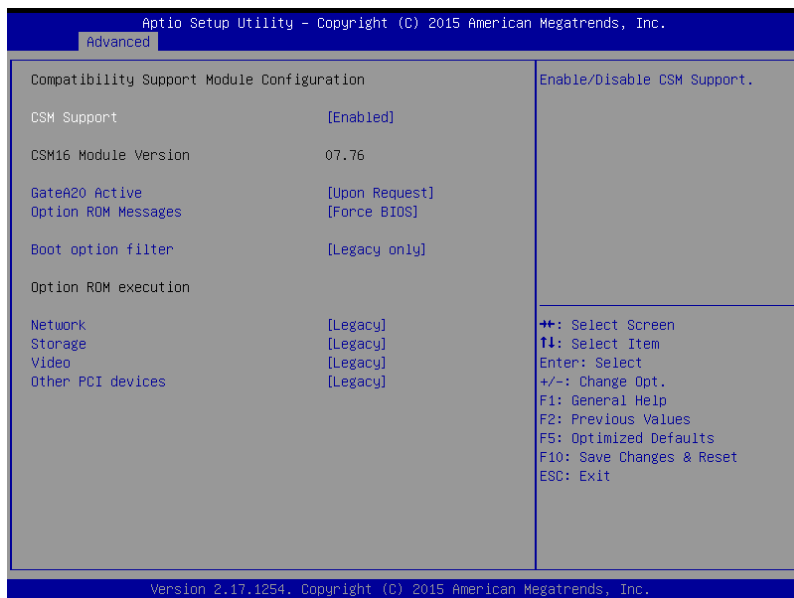 Aptio Setup Utility – Copyright (C) 2015 American Megatrends, Inc.
Advanced
Compatibility Support Module Configuration
CSM Support [Enabled]
CSM16 Module Version 07.76
GateA20 Active [Upon Request]
Option ROM Messages [Force BIOS]
Boot option filter [Legacy only]
Option ROM execution
Network [Legacy]
Storage [Legacy]
Video [Legacy]
Other PCI devices [Legacy]
Enable/Disable CSM Support.
→←: Select Screen
↑↓: Select Item
Enter: Select
+/-: Change Opt.
F1: General Help
F2: Previous Values
F5: Optimized Defaults
F10: Save Changes & Reset
ESC: Exit
Version 2.17.1254. Copyright (C) 2015 American Megatrends, Inc.